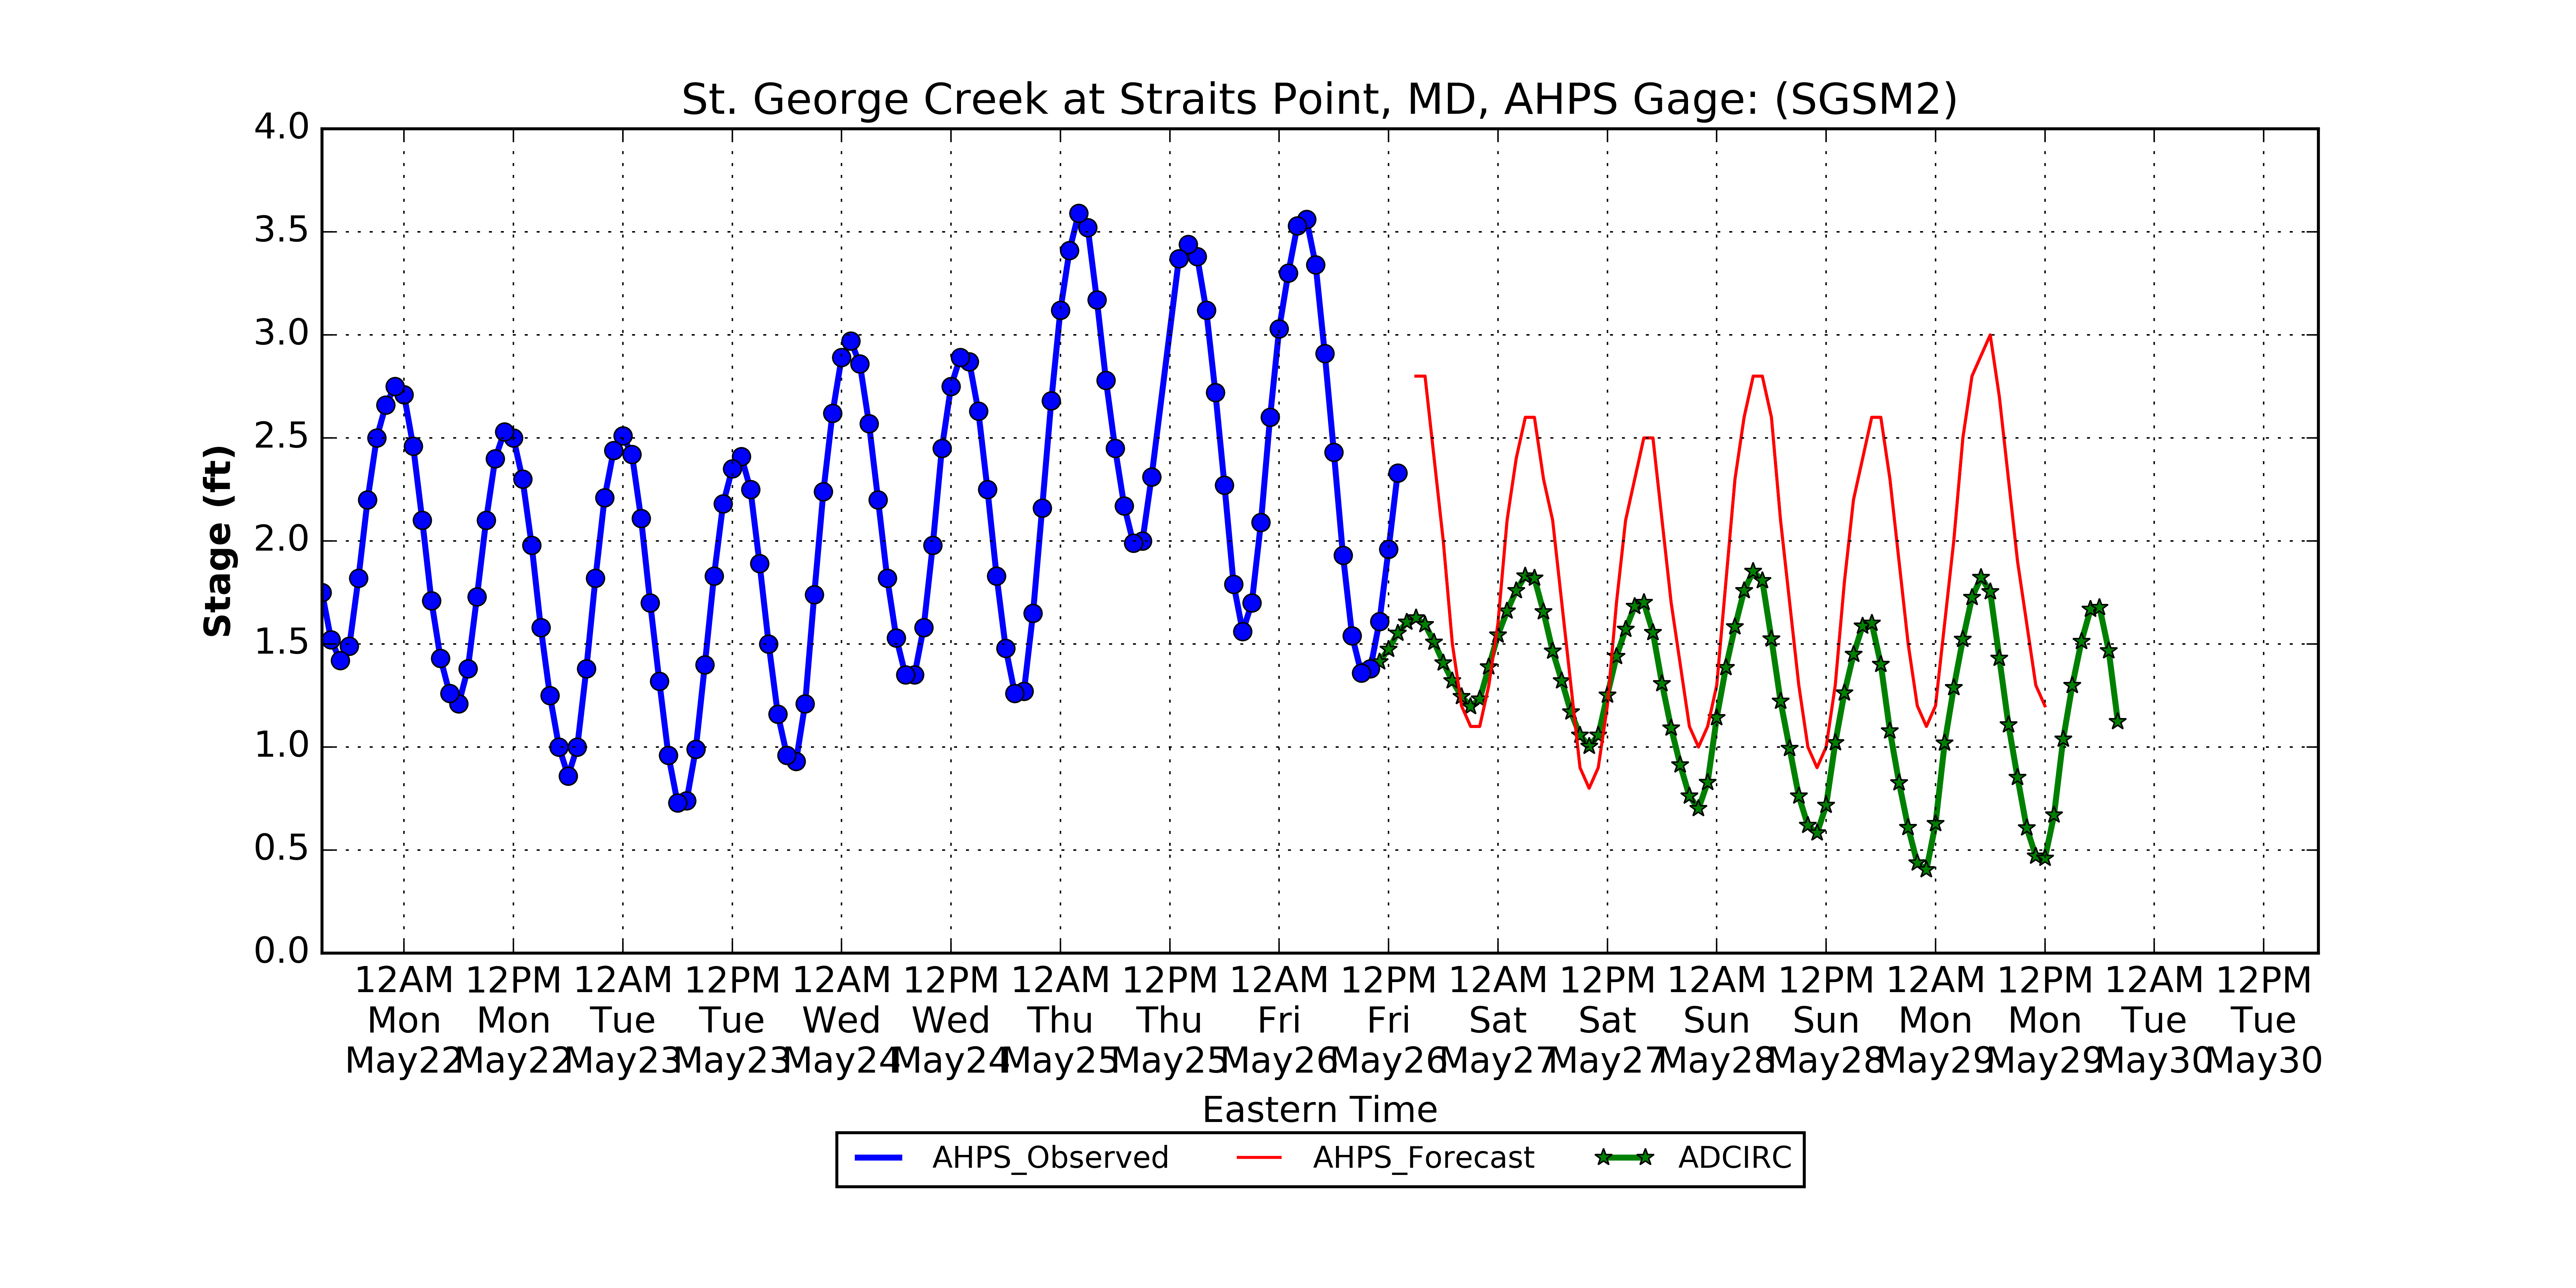 St. George Creek at Straits Point, MD, AHPS Gage: (SGSM2)
4.0
3.5
3.0
2.5
2.0
1.5
1.0
0.5
0.0
Stage (ft)
12AM 12PM 12AM 12PM 12AM 12PM 12AM 12PM 12AM 12PM 12AM 12PM 12AM 12PM 12AM 12PM 12AM 12PM
Mon Mon Tue Tue Wed Wed Thu Thu Fri Fri Sat Sat Sun Sun Mon Mon Tue Tue
May22 May22 May23 May23 May24 May24 May25 May25 May26 May26 May27 May27 May28 May28 May29 May29 May30 May30
Eastern Time
AHPS_Observed AHPS_Forecast ADCIRC